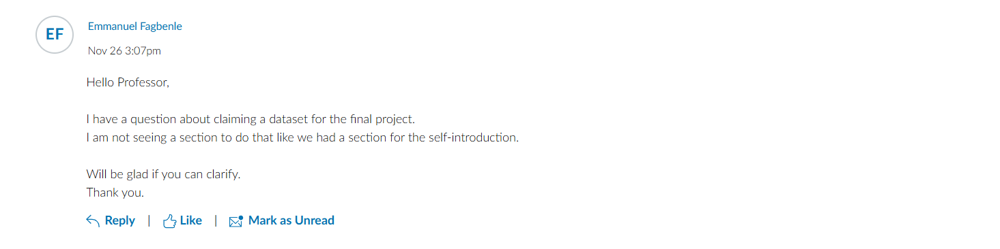 EF
Emmanuel Fagbenle
Nov 26 3:07pm
Hello Professor,
I have a question about claiming a dataset for the final project.
I am not seeing a section to do that like we had a section for the self-introduction.
Will be glad if you can clarify.
Thank you.
Reply | Like | Mark as Unread